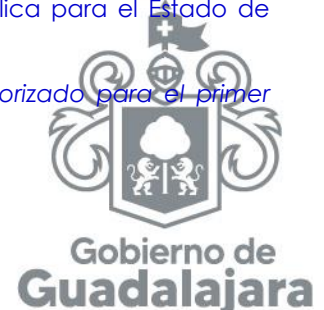 lica para el Estado de
orizado para el primer
Gobierno de
Guadalajara